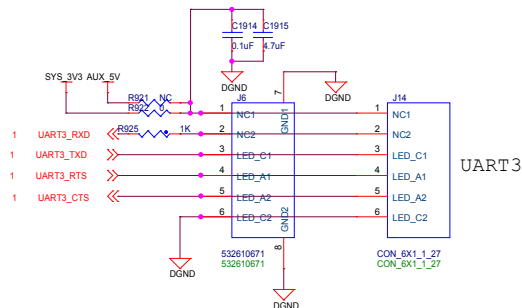 C1914 C1915
0.1uF 4.7uF
SYS_3V3 AUX_5V
DGND
DGND
R921 NC
R922 0
J6
J14
7
GND1
1 NC1 1 NC1
1 UART3_RXD R925 1K 2 NC2 2 NC2
1 UART3_TXD 3 LED_C1 3 LED_C1
1 UART3_RTS 4 LED_A1 4 LED_A1
UART3
1 UART3_CTS 5 LED_A2 5 LED_A2
6 LED_C2 6 LED_C2
GND2
8
532610671 CON_6X1_1_27
532610671 CON_6X1_1_27
DGND
DGND